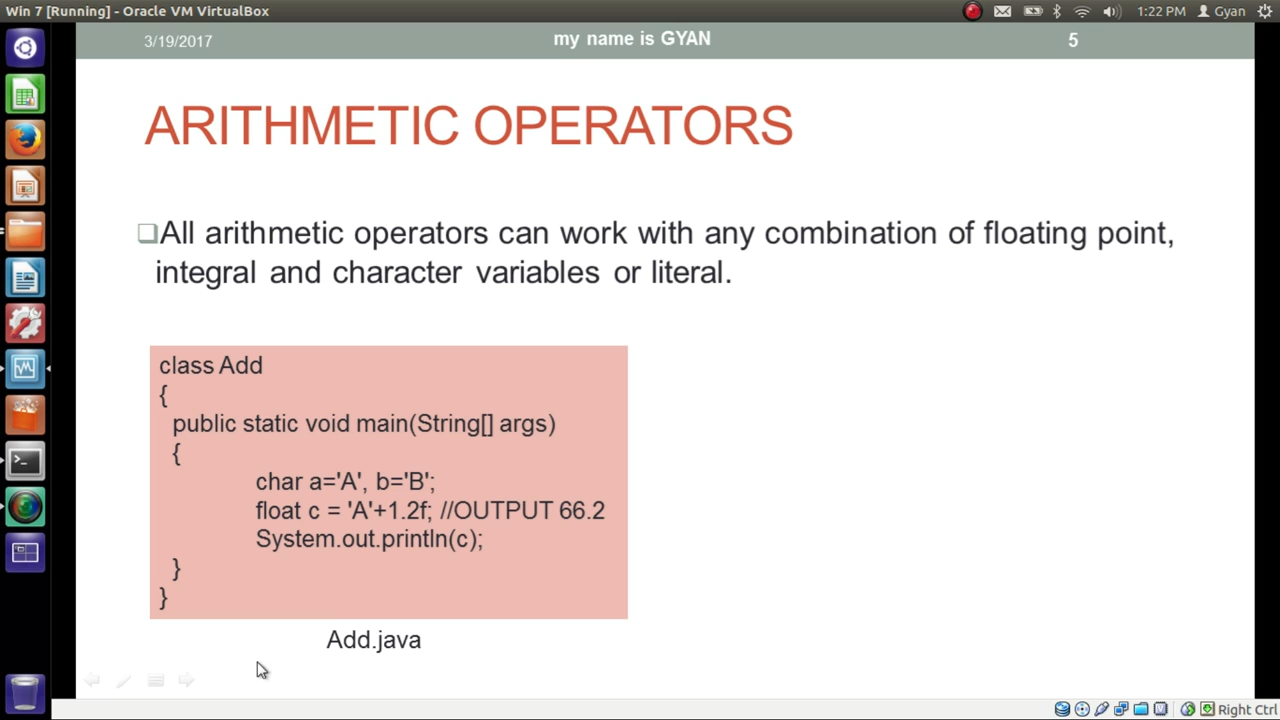 Win 7 [Running] - Oracle VM VirtualBox
1:22 PM
Gyan
3/19/2017
my name is GYAN
5
ARITHMETIC OPERATORS
All arithmetic operators can work with any combination of floating point,
integral and character variables or literal.
class Add
{
public static void main(String[] args)
{
char a='A', b='B';
float c = 'A'+1.2f; //OUTPUT 66.2
System.out.println(c);
}
}
Add.java
Right Ctrl